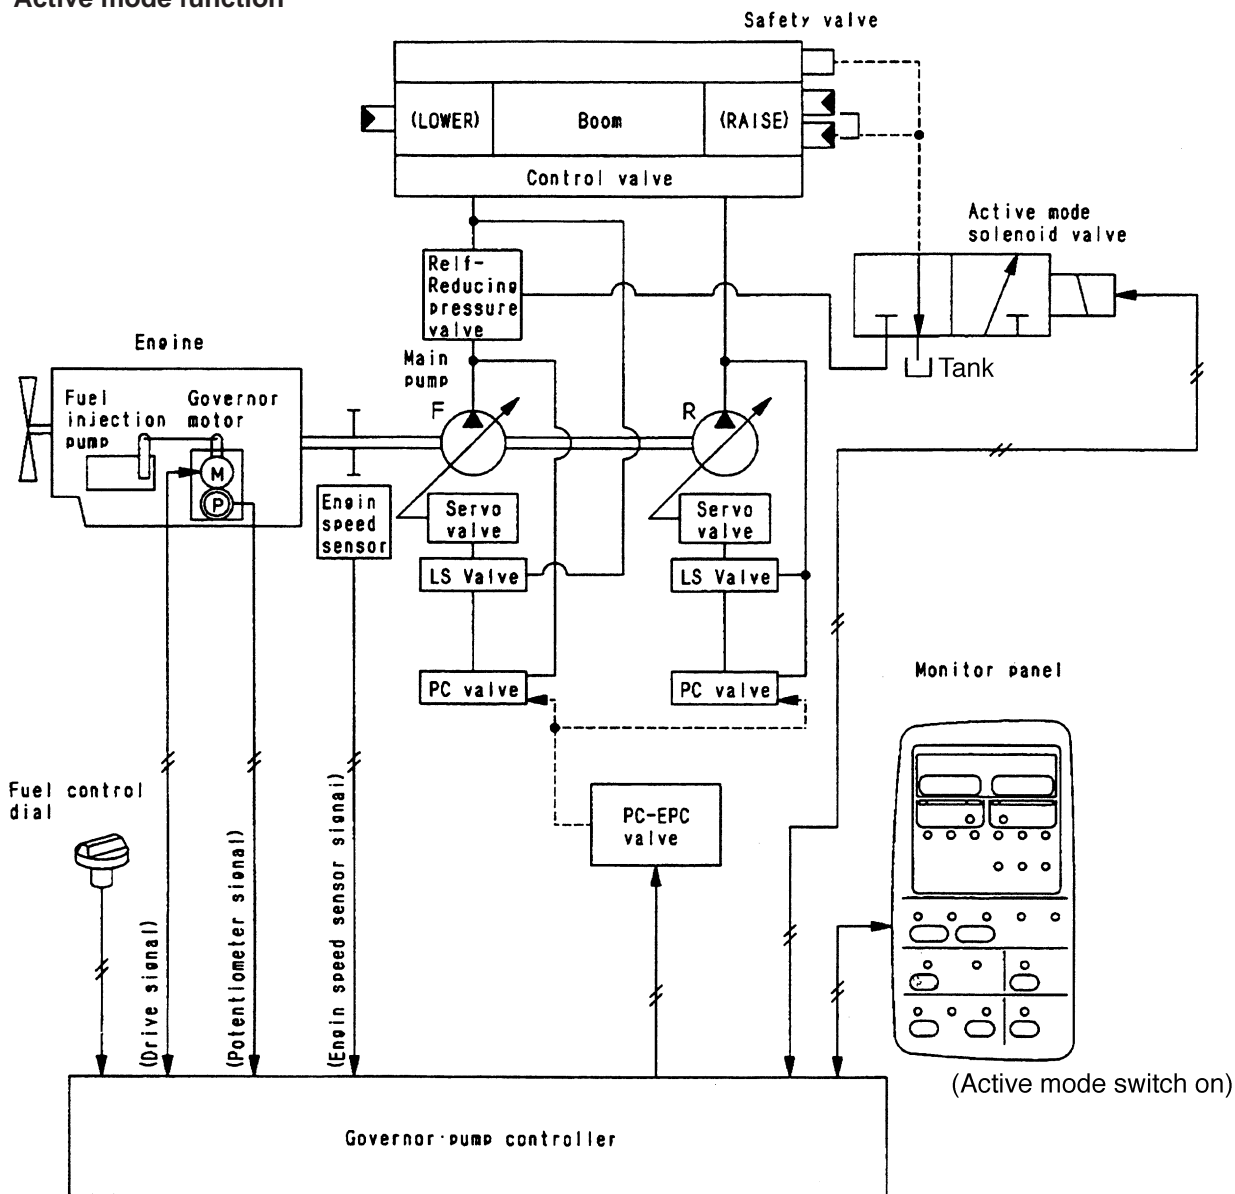 Active mode function
Safety valve
(LOWER)
Boom
(RAISE)
Control valve
Active mode
solenoid valve
Relf-
Reducing
pressure
valve
Tank
Engine
Main
pump
Fuel
injection
pump
Governor
motor
M
P
F
R
Engin
speed
sensor
Servo
valve
Servo
valve
LS Valve
LS Valve
PC valve
PC valve
Monitor panel
Fuel control
dial
PC-EPC
valve
(Drive signal)
(Potentiometer signal)
(Engin speed sensor signal)
(Active mode switch on)
Governor·pump controller